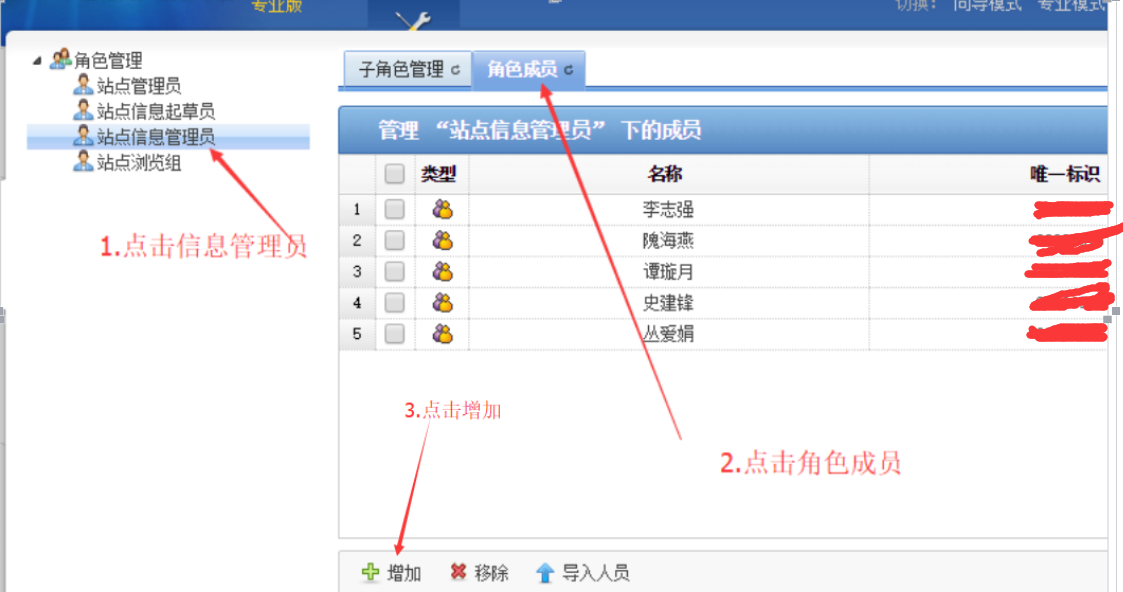 专业版
切换： 向导模式 专业模式
角色管理
站点管理员
站点信息起草员
站点信息管理员
站点浏览组
1.点击信息管理员
子角色管理 角色成员
管理 “站点信息管理员” 下的成员
类型 名称 唯一标识
1 李志强
2 隗海燕
3 谭璇月
4 史建锋
5 丛爱娟
3.点击增加
2.点击角色成员
增加 移除 导入人员